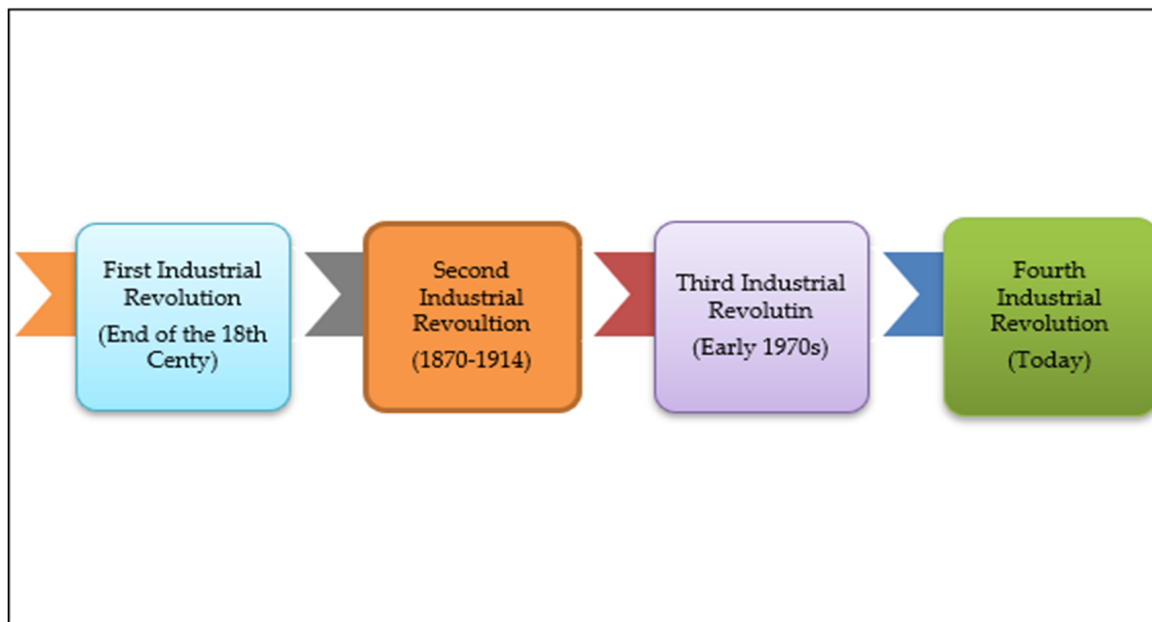 First Industrial
Revolution
(End of the 18th
Centy)
Second
Industrial
Revoultion
(1870-1914)
Third Industrial
Revolutin
(Early 1970s)
Fourth
Industrial
Revolution
(Today)